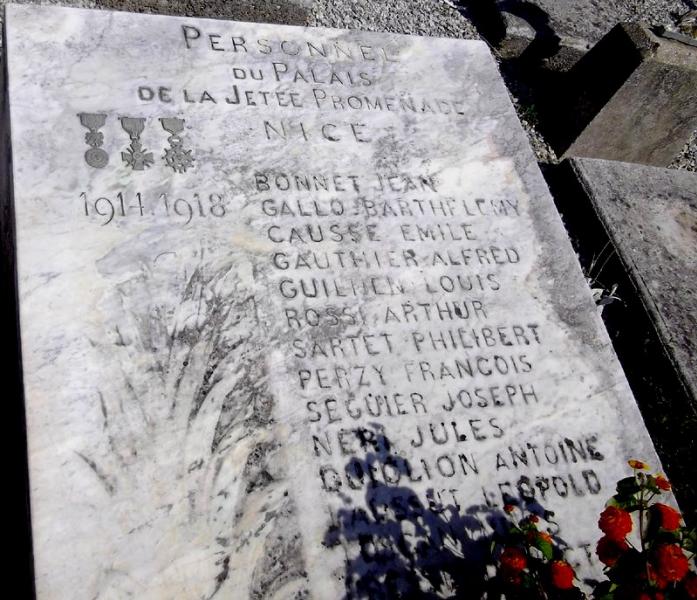 PERSONNEL
DU PALAIS
DE LA JETÉE PROMENADE
NICE
1914.1918
BONNET JEAN
GALLO BARTHELEMY
CAUSSE EMILE
GAUTHIER ALFRED
GUILHEN LOUIS
ROSSI ARTHUR
SARTET PHILIBERT
PERZY FRANÇOIS
SEGUIER JOSEPH
NERI JULES
ANTOINE
LEOPOLD